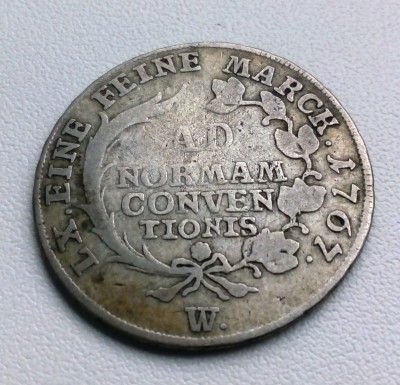 LX. EINE FEINE MARCK. 1767.
AD
NORMAM
CONVEN
TIONIS
W.